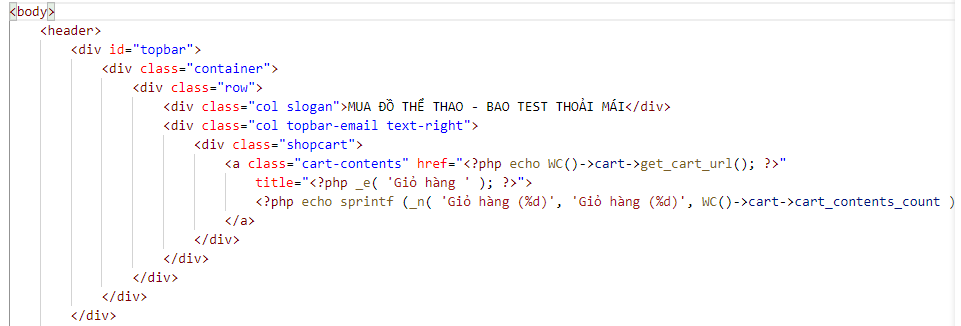 <body>
<header>
<div id="topbar">
<div class="container">
<div class="row">
<div class="col slogan">MUA ĐỒ THỂ THAO - BAO TEST THOẢI MÁI</div>
<div class="col topbar-email text-right">
<div class="shopcart">
<a class="cart-contents" href="<?php echo WC()->cart->get_cart_url(); ?>"
title="<?php _e( 'Giỏ hàng ' ); ?>">
<?php echo sprintf (_n( 'Giỏ hàng (%d)', 'Giỏ hàng (%d)', WC()->cart->cart_contents_count )
</a>
</div>
</div>
</div>
</div>
</div>